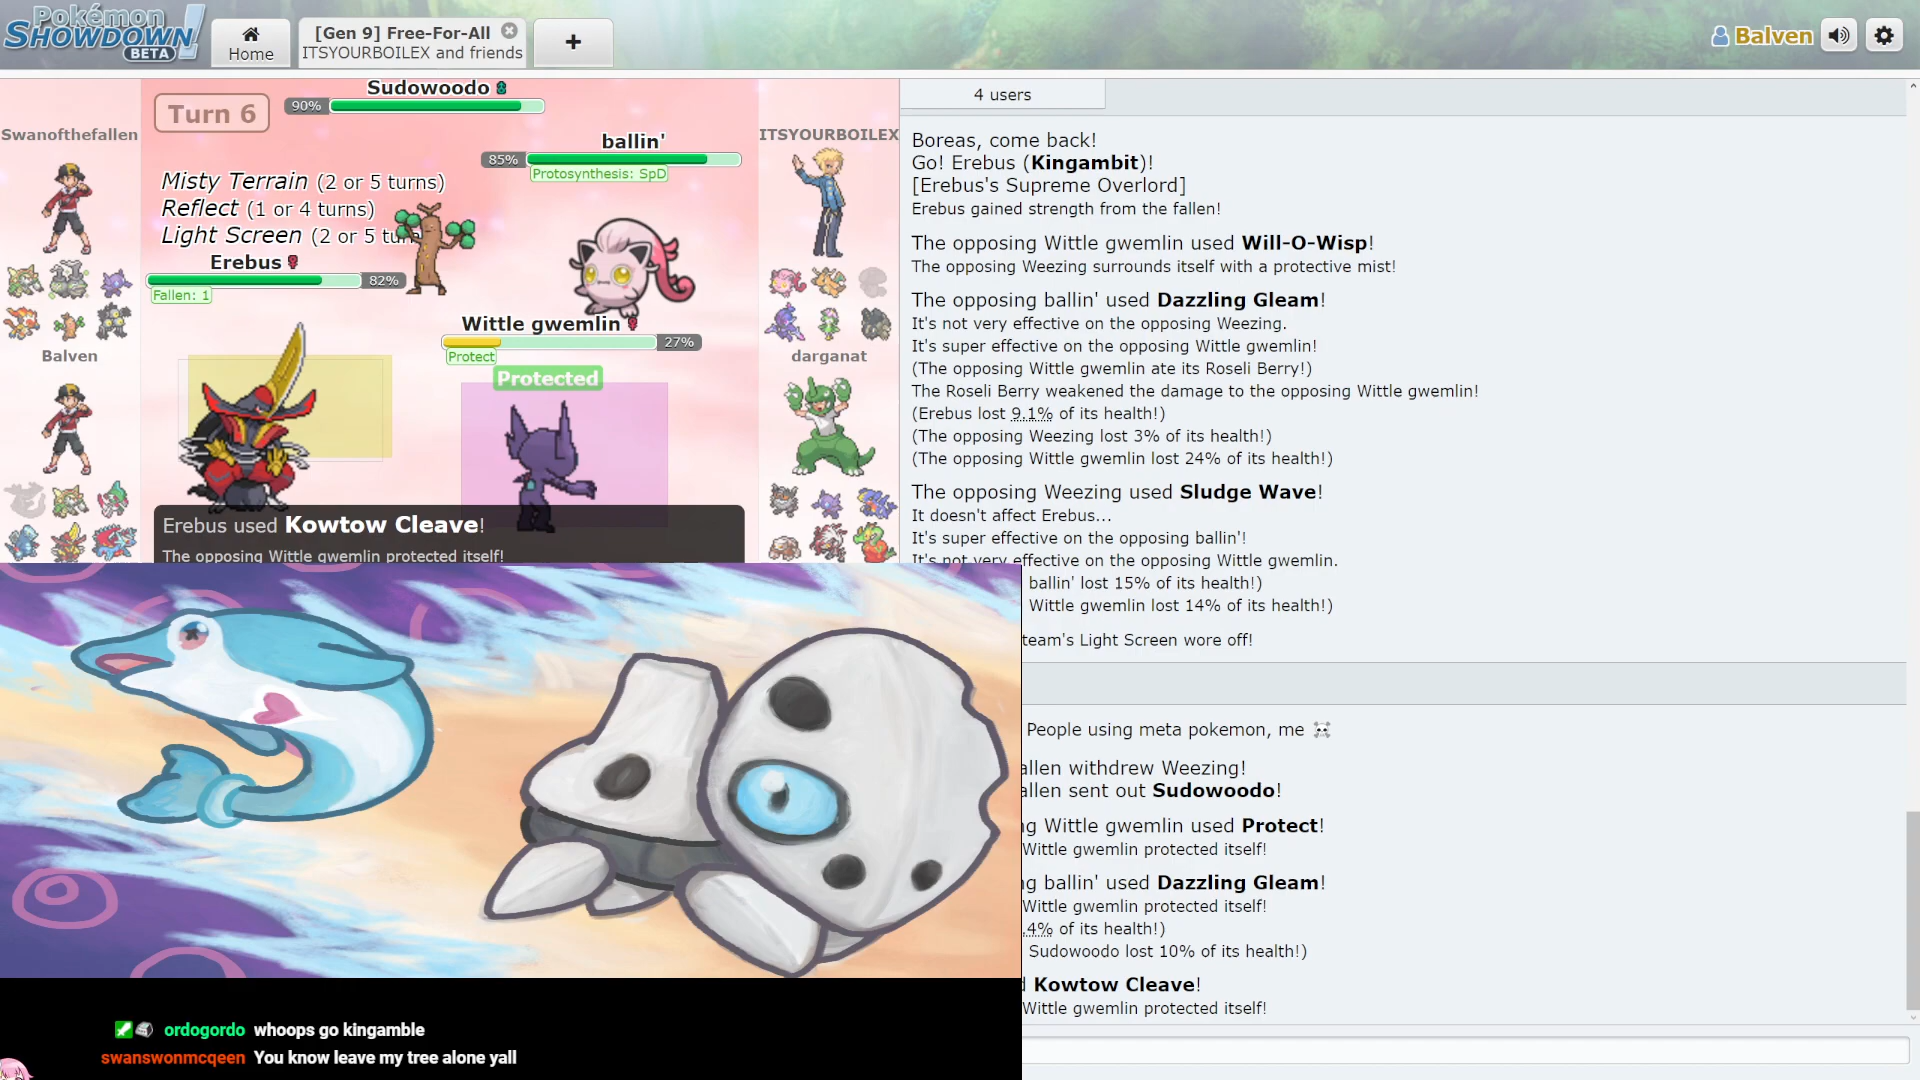 Pokémon
SHOWDOWN!
BETA
Home
[Gen 9] Free-For-All
ITSYOURBOILEX and friends
+
Balven
Turn 6
Sudowoodo
90%
Swanofthefallen
ballin'
85%
Protosynthesis: SpD
ITSYOURBOILEX
Misty Terrain (2 or 5 turns)
Reflect (1 or 4 turns)
Light Screen (2 or 5 turn
Erebus
82%
Fallen: 1
Wittle gwemlin
27%
Protect
Protected
Balven
darganat
Erebus used Kowtow Cleave!
The opposing Wittle gwemlin protected itself!
4 users
Boreas, come back!
Go! Erebus (Kingambit)!
[Erebus's Supreme Overlord]
Erebus gained strength from the fallen!
The opposing Wittle gwemlin used Will-O-Wisp!
The opposing Weezing surrounds itself with a protective mist!
The opposing ballin' used Dazzling Gleam!
It's not very effective on the opposing Weezing.
It's super effective on the opposing Wittle gwemlin!
(The opposing Wittle gwemlin ate its Roseli Berry!)
The Roseli Berry weakened the damage to the opposing Wittle gwemlin!
(Erebus lost 9.1% of its health!)
(The opposing Weezing lost 3% of its health!)
(The opposing Wittle gwemlin lost 24% of its health!)
The opposing Weezing used Sludge Wave!
It doesn't affect Erebus...
It's super effective on the opposing ballin'!
It's not very effective on the opposing Wittle gwemlin.
ballin' lost 15% of its health!)
Wittle gwemlin lost 14% of its health!)
team's Light Screen wore off!
People using meta pokemon, me ☠
allen withdrew Weezing!
allen sent out Sudowoodo!
g Wittle gwemlin used Protect!
Wittle gwemlin protected itself!
g ballin' used Dazzling Gleam!
Wittle gwemlin protected itself!
.4% of its health!)
Sudowoodo lost 10% of its health!)
d Kowtow Cleave!
Wittle gwemlin protected itself!
ordogordo whoops go kingamble
swanswonmcqeen You know leave my tree alone yall